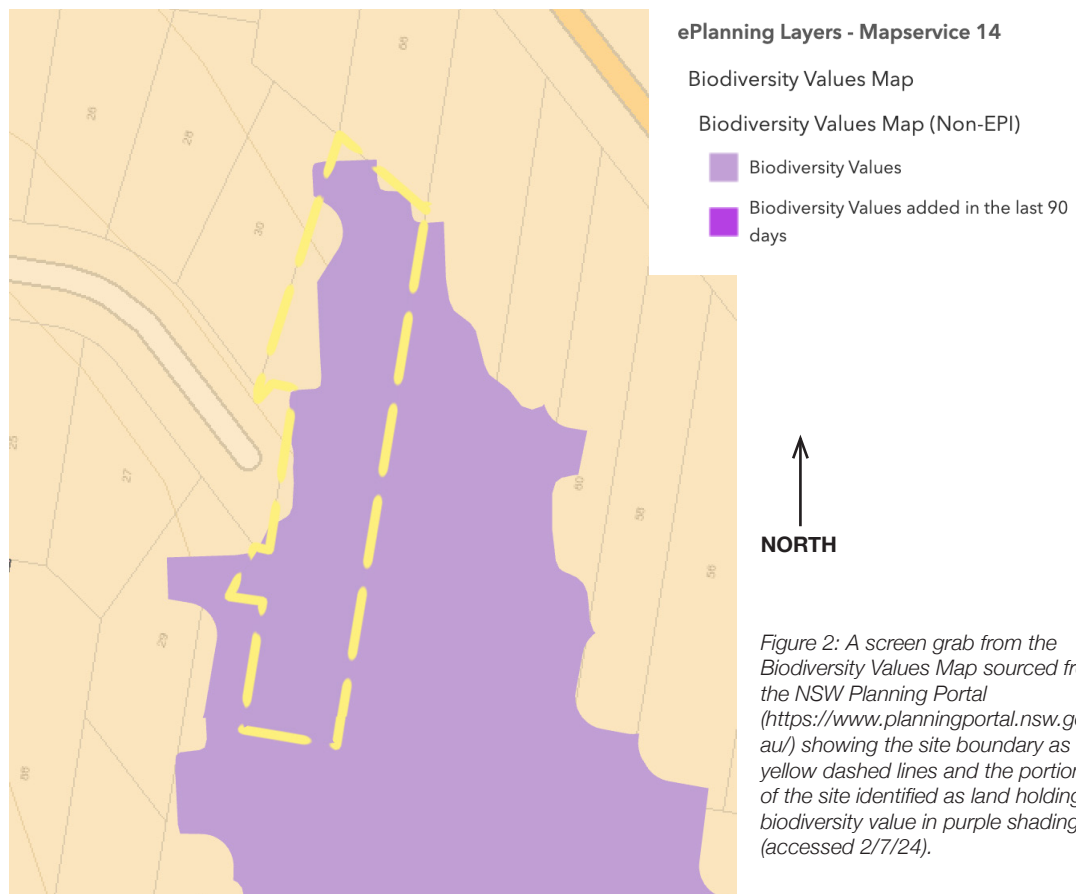 ePlanning Layers - Mapservice 14
Biodiversity Values Map
Biodiversity Values Map (Non-EPI)
Biodiversity Values
Biodiversity Values added in the last 90
days
68
26
28
30
25
27
60
58
56
29
NORTH
Figure 2: A screen grab from the
Biodiversity Values Map sourced
the NSW Planning Portal
(https://www.planningportal.nsw.go
au/) showing the site boundary as
yellow dashed lines and the portion
of the site identified as land holding
biodiversity value in purple shading
(accessed 2/7/24).